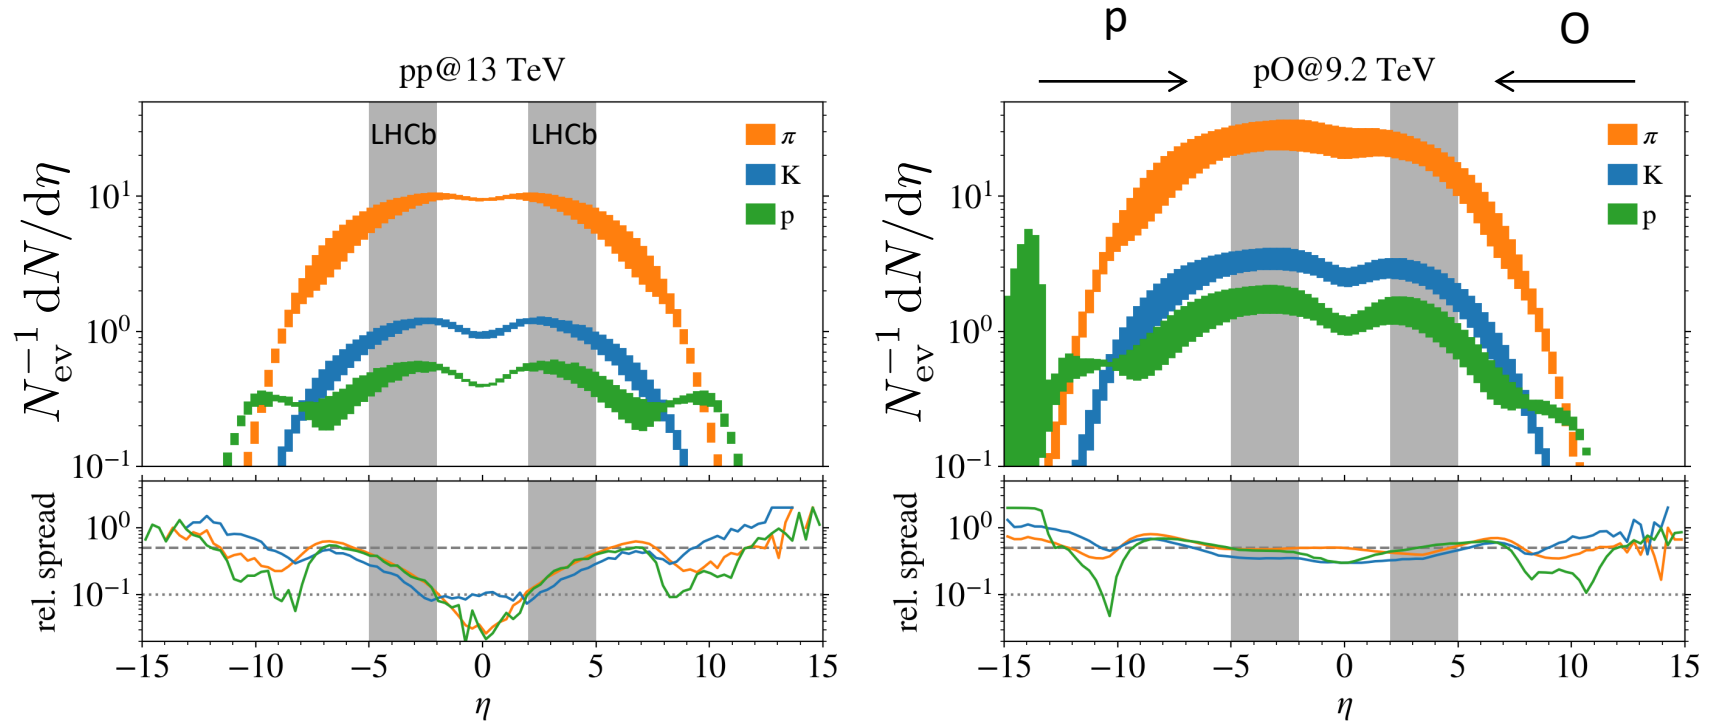 p
O
pp@13 TeV
pO@9.2 TeV
LHCb
LHCb
π
K
p
π
K
p
N_ev^−1 dN/dη
10^1
10^0
10^−1
N_ev^−1 dN/dη
10^1
10^0
10^−1
rel. spread
10^0
10^−1
rel. spread
10^0
10^−1
−15 −10 −5 0 5 10 15
−15 −10 −5 0 5 10 15
η
η